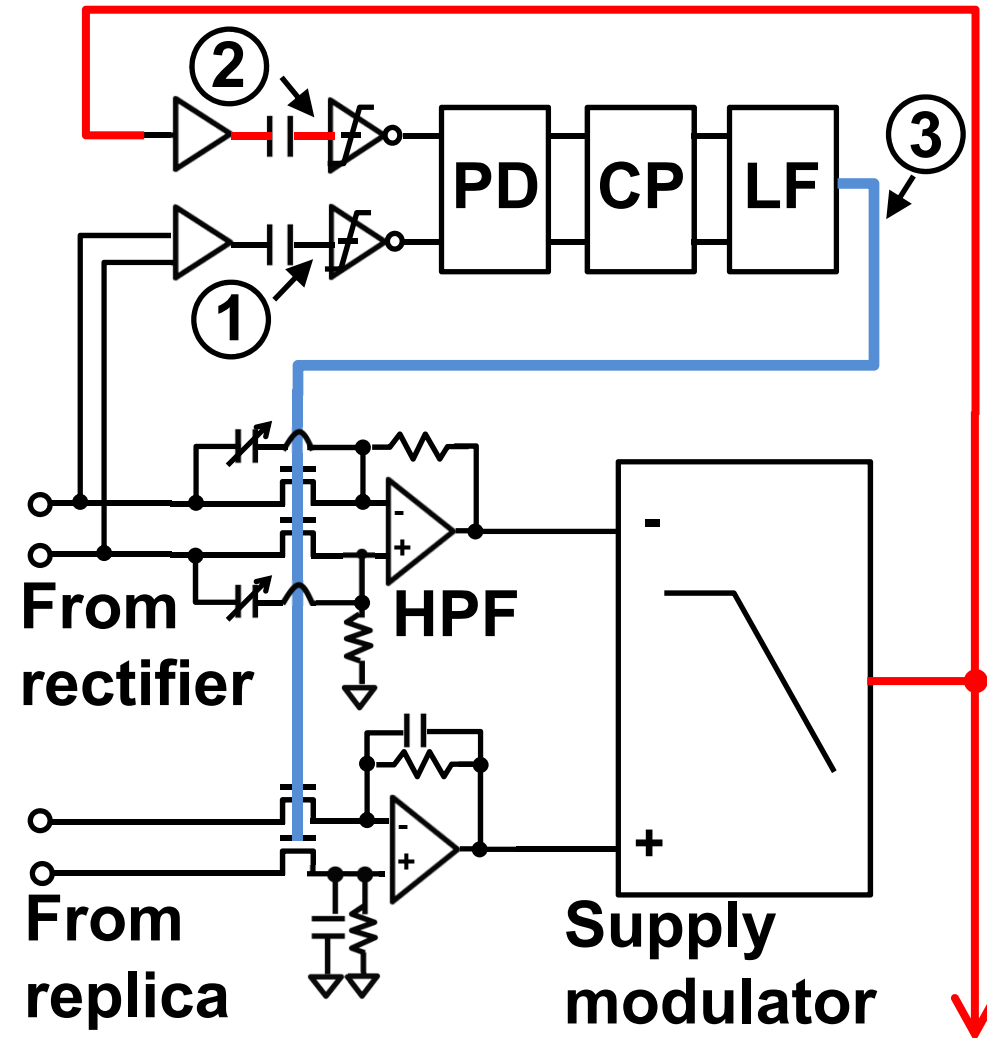 ②
PD CP LF
③
①
-
+
HPF
From
rectifier
-
+
-
+
From
replica
Supply
modulator